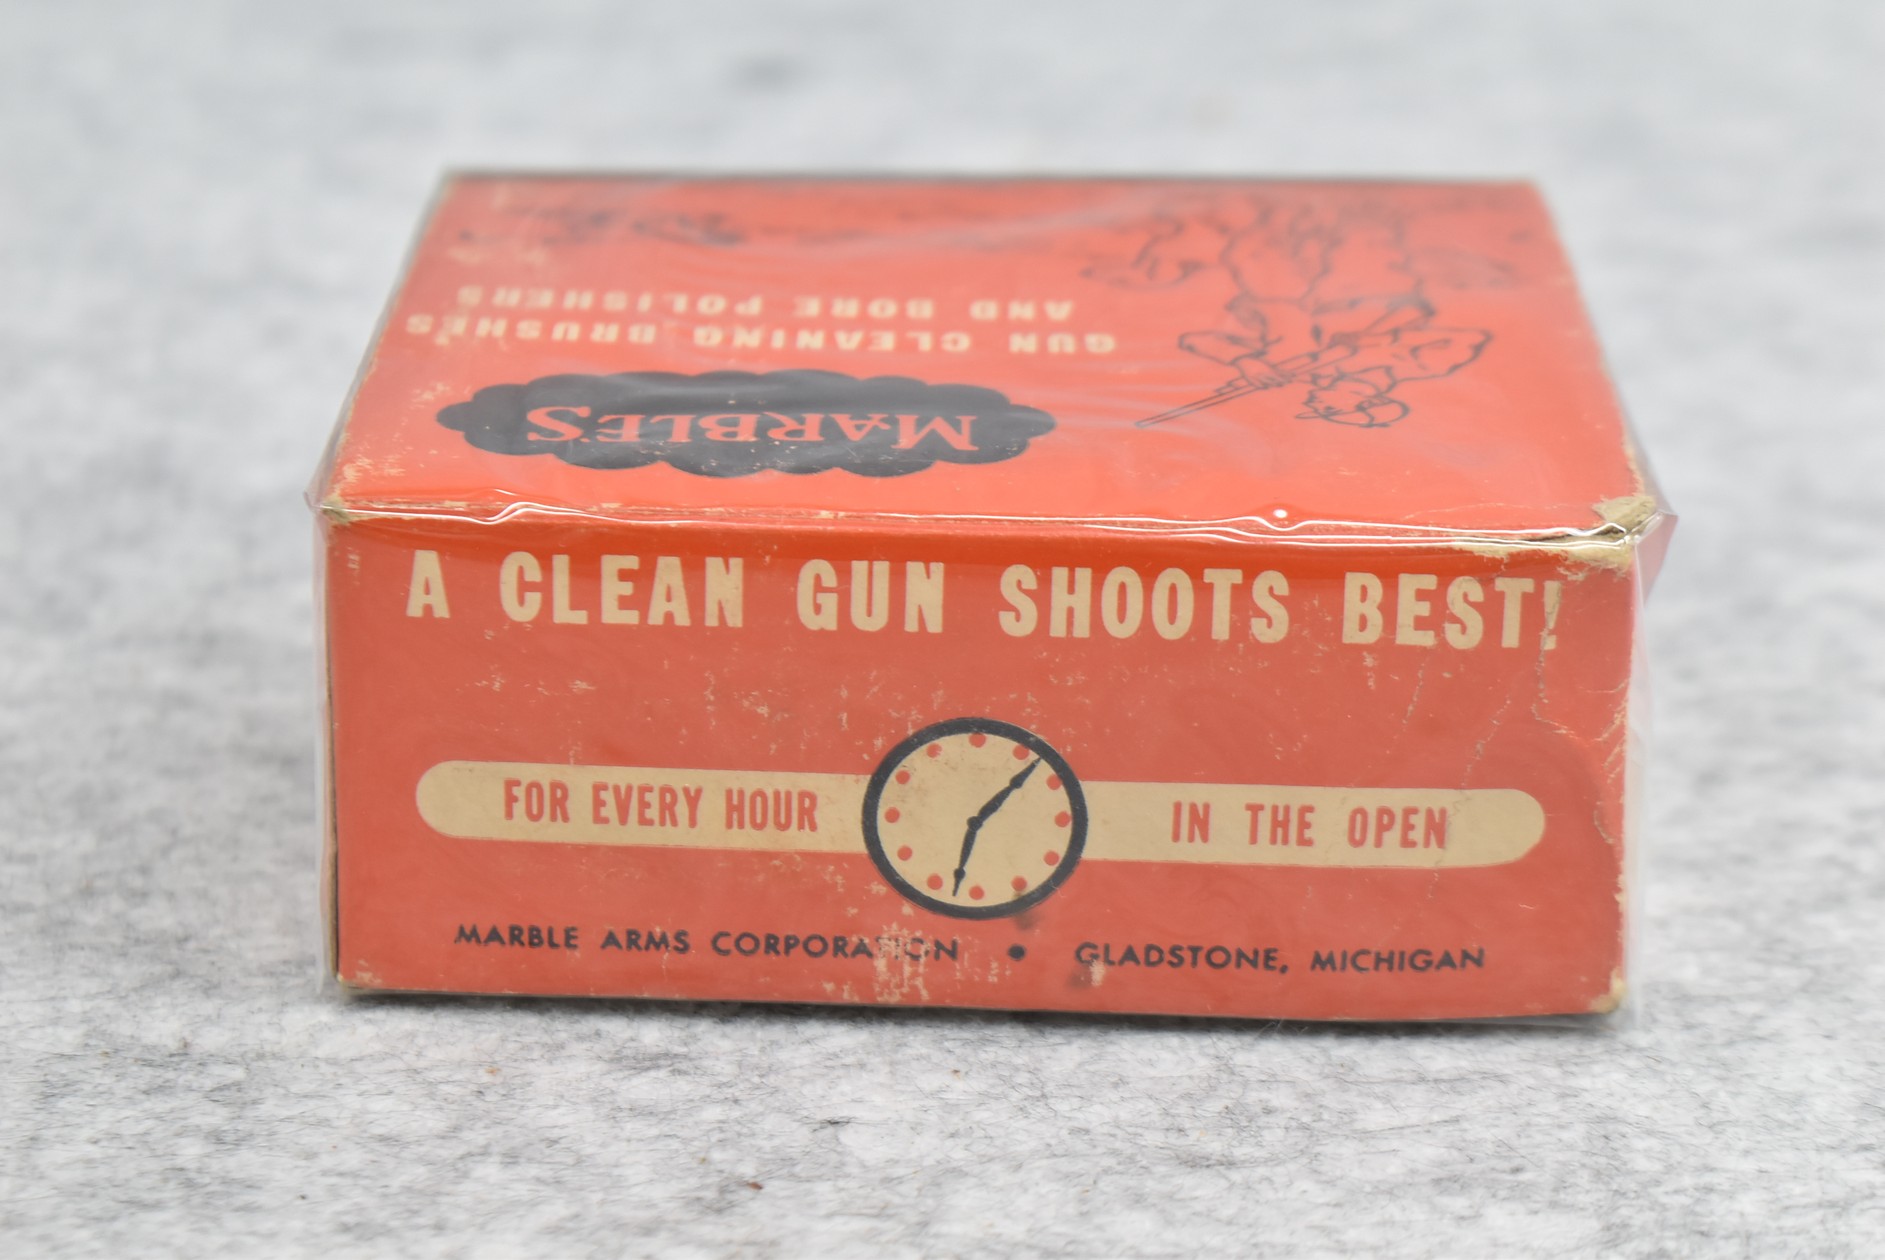 MARBLE'S
GUN CLEANING BRUSHES
AND BORE POLISHERS
A CLEAN GUN SHOOTS BEST!
FOR EVERY HOUR IN THE OPEN
MARBLE ARMS CORPORATION • GLADSTONE, MICHIGAN